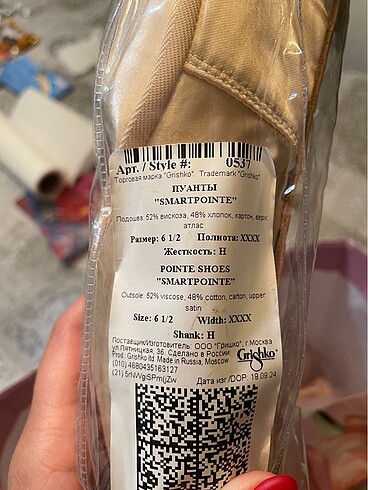 Арт. / Style #: 0537
Торговая марка "Grishko" Trademark "Grishko"
ПУАНТЫ
"SMARTPOINTE"
Подошва: 52% вискоза, 48% хлопок, картон, верх:
атлас
Размер: 6 1/2 Полнота: XXXX
Жесткость: H
POINTE SHOES
"SMARTPOINTE"
Outsole: 52% viscose, 48% cotton, carton, upper:
satin
Size: 6 1/2 Width: XXXX
Shank: H
Поставщик/Изготовитель: ООО "Гришко", г.Москва
ул.Пятницкая, 36. Сделано в России
Prod.: Grishko ltd. Made in Russia, Moscow
Grishko
(010) 4680435163127
(21) 5rNWgiSPm(jZw
Дата изг./DOP: 19.09.24